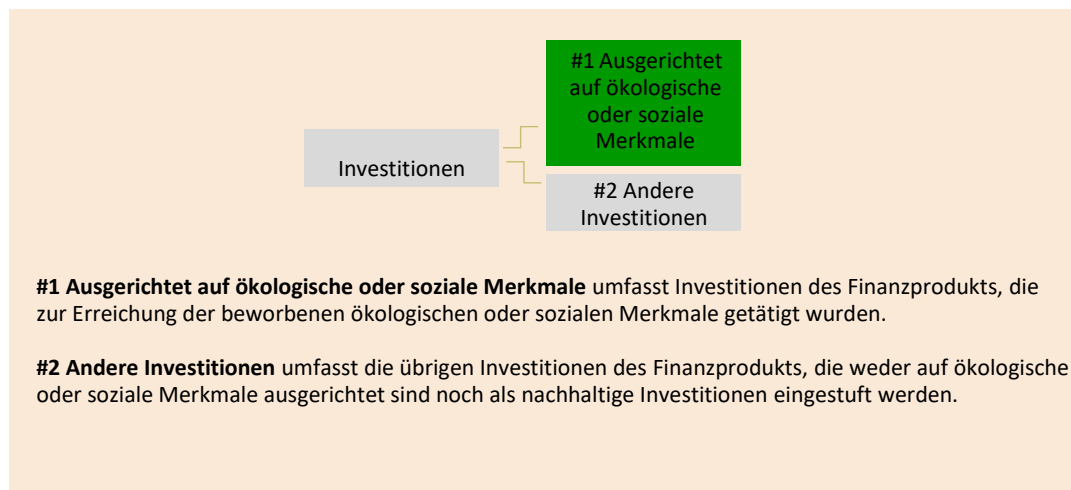 #1 Ausgerichtet
auf ökologische
oder soziale
Merkmale
Investitionen
#2 Andere
Investitionen
#1 Ausgerichtet auf ökologische oder soziale Merkmale umfasst Investitionen des Finanzprodukts, die
zur Erreichung der beworbenen ökologischen oder sozialen Merkmale getätigt wurden.
#2 Andere Investitionen umfasst die übrigen Investitionen des Finanzprodukts, die weder auf ökologische
oder soziale Merkmale ausgerichtet sind noch als nachhaltige Investitionen eingestuft werden.